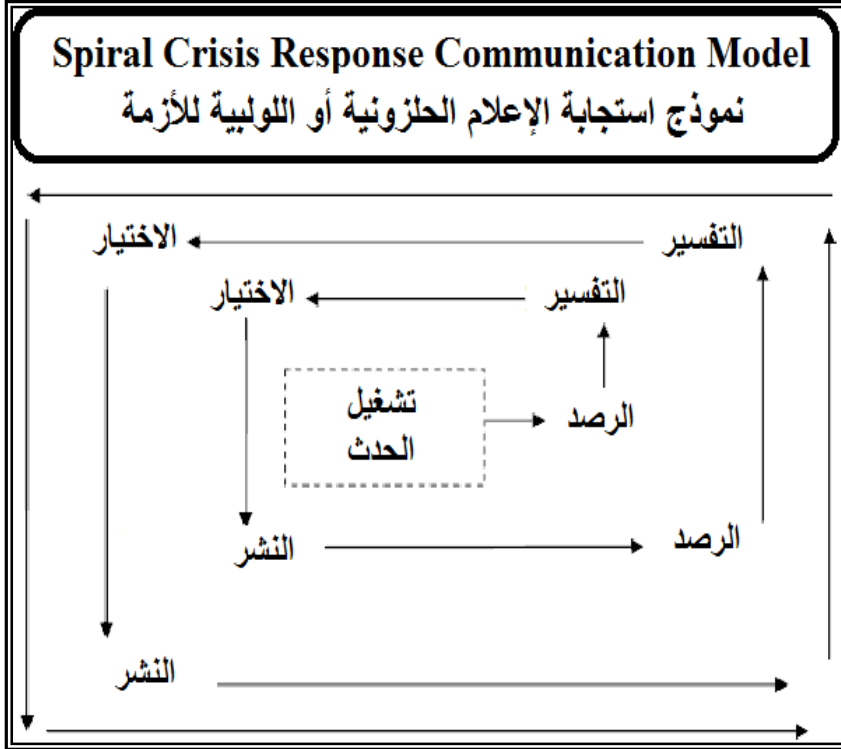 Spiral Crisis Response Communication Model
نموذج استجابة الإعلام الحلزونية أو اللولبية للأزمة
التفسير
الاختيار
التفسير
الاختيار
تشغيل
الحدث
الرصد
الرصد
النشر
النشر